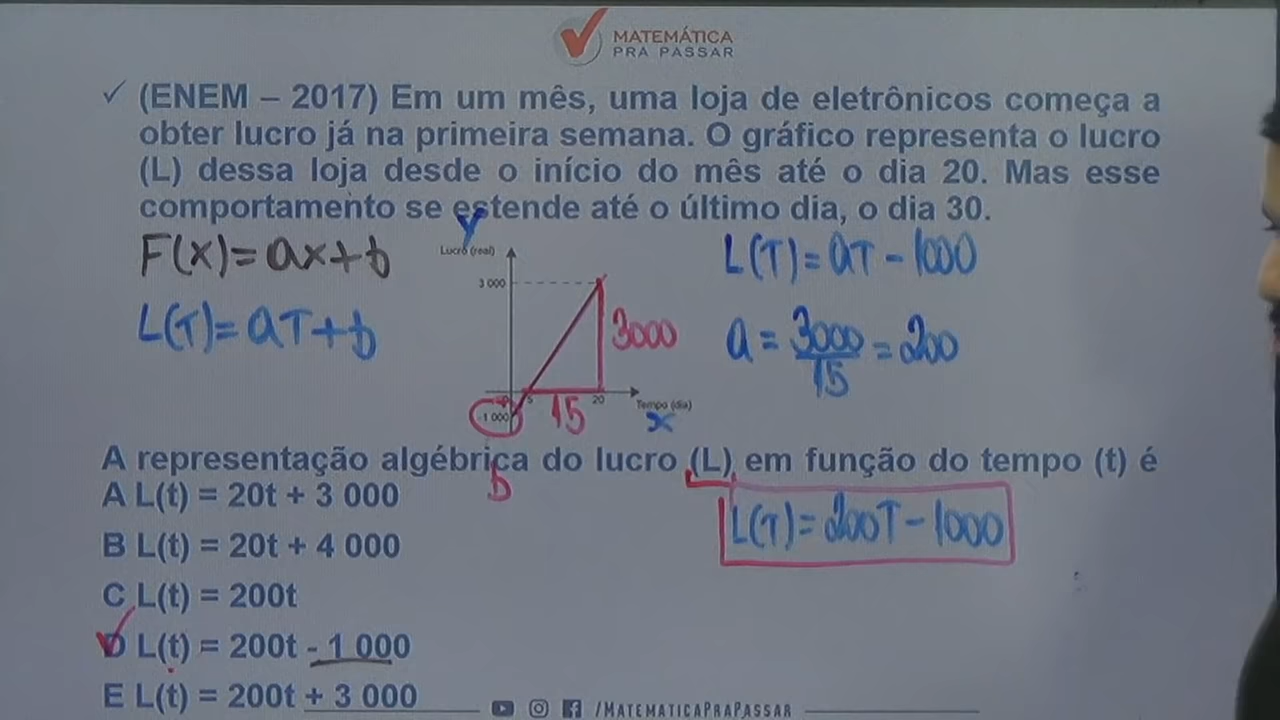 MATEMÁTICA
PRA PASSAR
✓ (ENEM – 2017) Em um mês, uma loja de eletrônicos começa a
obter lucro já na primeira semana. O gráfico representa o lucro
(L) dessa loja desde o início do mês até o dia 20. Mas esse
comportamento se estende até o último dia, o dia 30.
F(x)=ax+b
L(T)=aT+b
y
Lucro (real)
3 000
3000
5
20
Tempo (dia)
-1 000
15
x
b
L(T)=aT-1000
a = 3000/15 = 200
A representação algébrica do lucro (L) em função do tempo (t) é
A L(t) = 20t + 3 000
B L(t) = 20t + 4 000
C L(t) = 200t
D L(t) = 200t - 1 000
E L(t) = 200t + 3 000
L(T)=200T-1000
/MATEMATICAPRAPASSAR